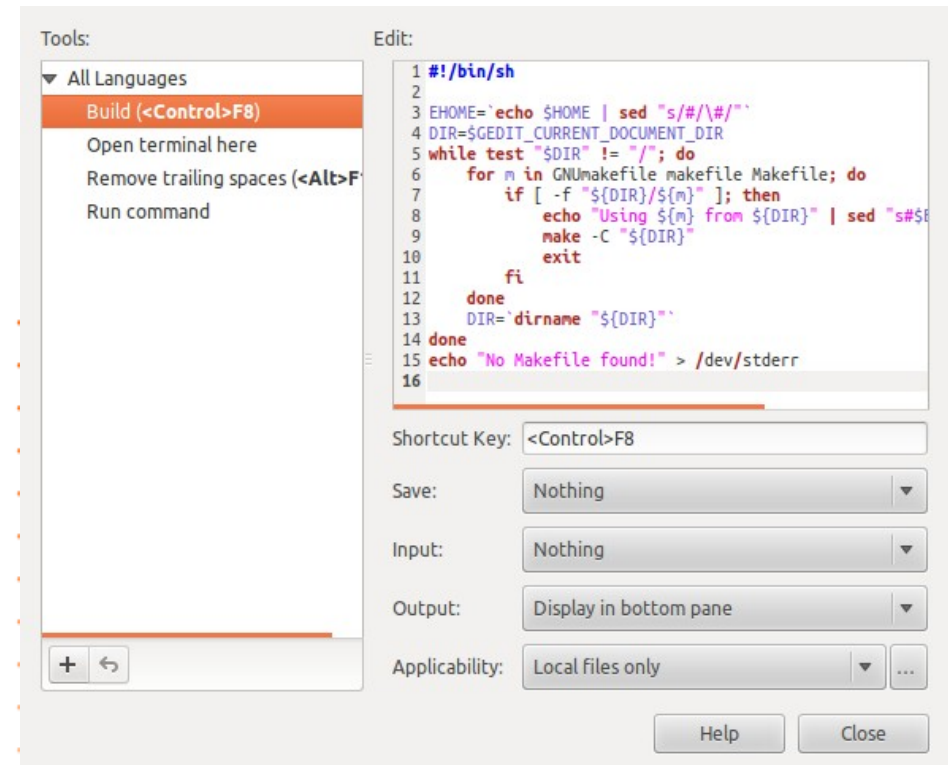 Tools:
All Languages
Build (<Control>F8)
Open terminal here
Remove trailing spaces (<Alt>F
Run command
Edit:
1 #!/bin/sh
2
3 EHOME=`echo $HOME | sed "s/#/\#/"`
4 DIR=$GEDIT_CURRENT_DOCUMENT_DIR
5 while test "$DIR" != "/"; do
6     for m in GNUmakefile makefile Makefile; do
7         if [ -f "${DIR}/${m}" ]; then
8             echo "Using ${m} from ${DIR}" | sed "s#$
9             make -C "${DIR}"
10             exit
11         fi
12     done
13     DIR=`dirname "${DIR}"`
14 done
15 echo "No Makefile found!" > /dev/stderr
16
Shortcut Key: <Control>F8
Save: Nothing
Input: Nothing
Output: Display in bottom pane
Applicability: Local files only ...
Help Close